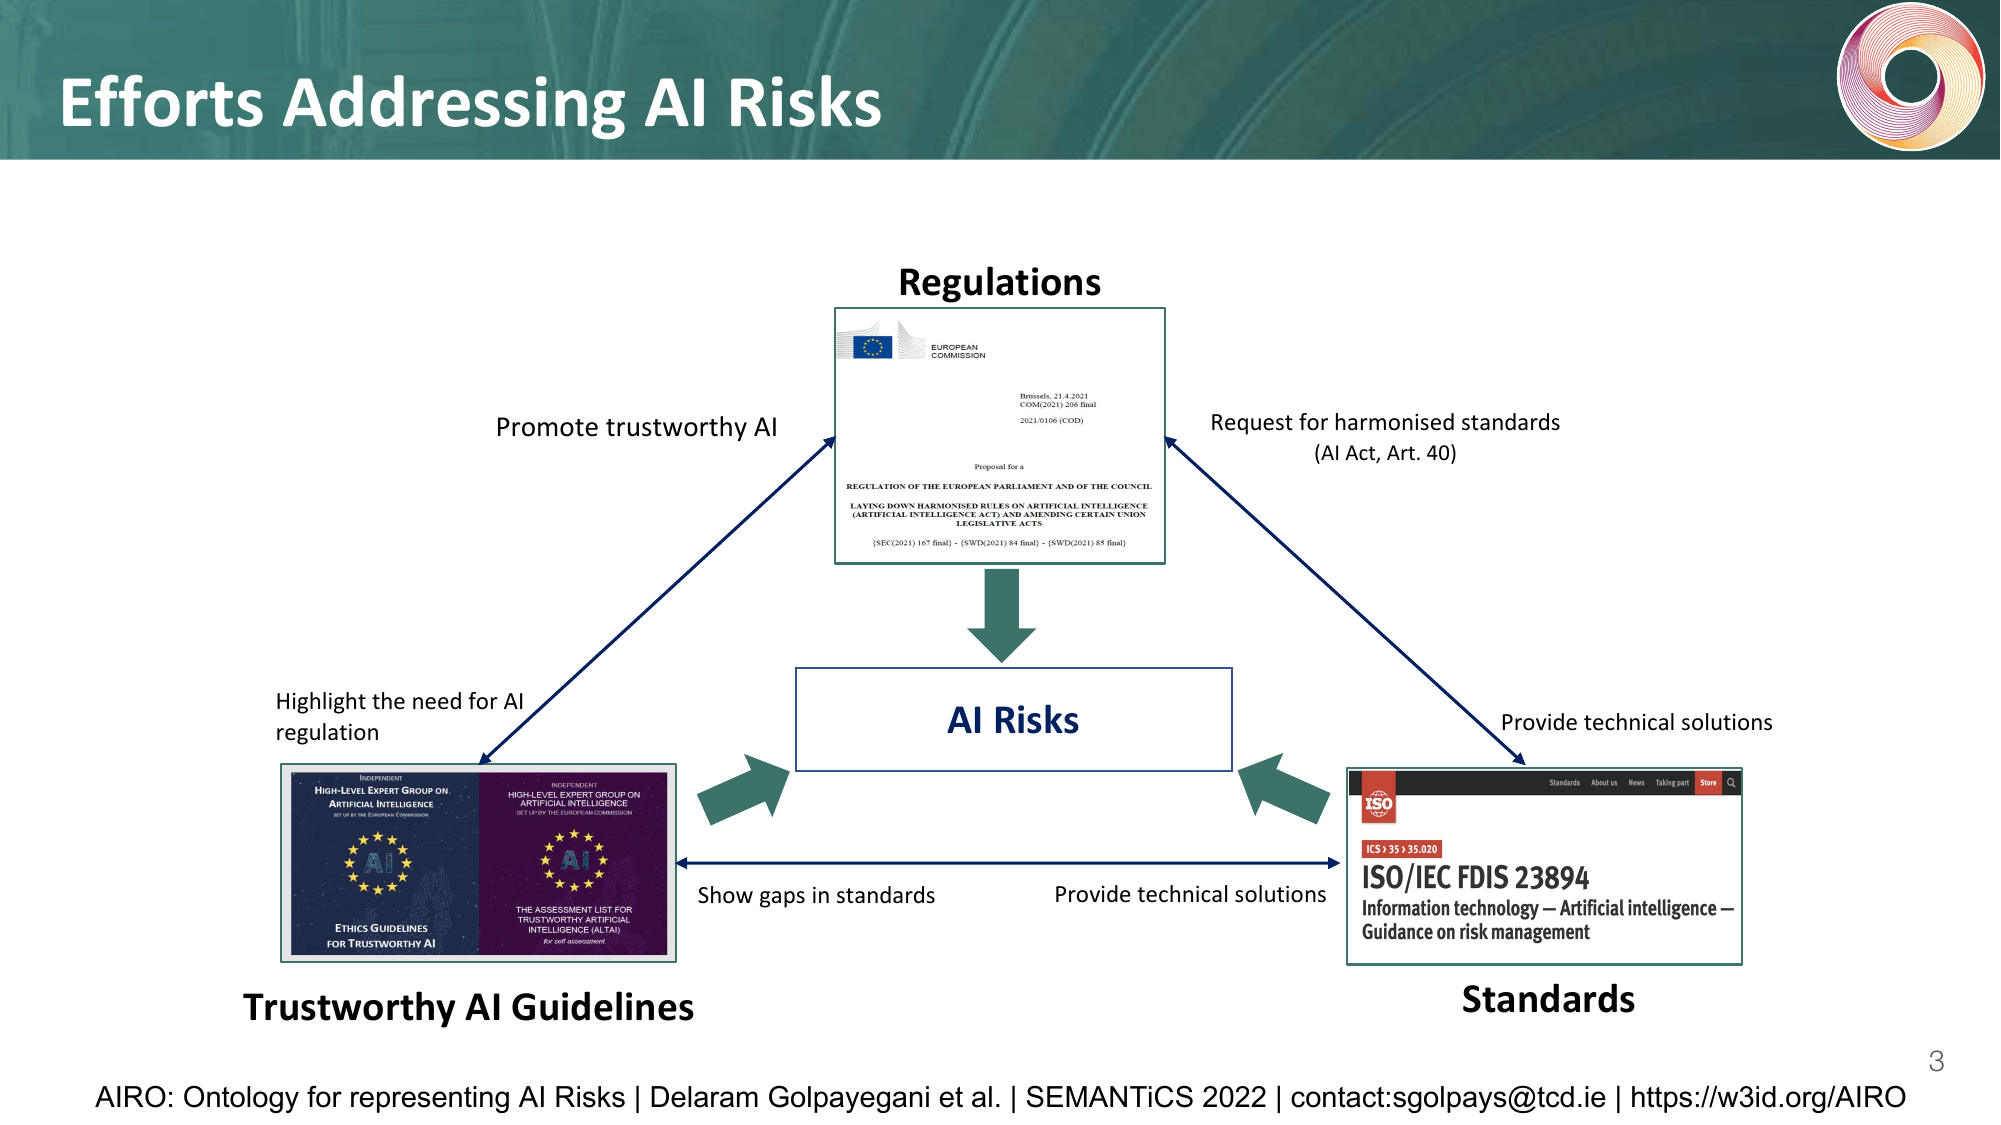 Efforts Addressing AI Risks
Regulations
EUROPEAN
COMMISSION
Brussels, 21.4.2021
COM(2021) 206 final
2021/0106 (COD)
Proposal for a
REGULATION OF THE EUROPEAN PARLIAMENT AND OF THE COUNCIL
LAYING DOWN HARMONISED RULES ON ARTIFICIAL INTELLIGENCE
(ARTIFICIAL INTELLIGENCE ACT) AND AMENDING CERTAIN UNION
LEGISLATIVE ACTS
{SEC(2021) 167 final} - {SWD(2021) 84 final} - {SWD(2021) 85 final}
Promote trustworthy AI
Request for harmonised standards
(AI Act, Art. 40)
AI Risks
Highlight the need for AI
regulation
Provide technical solutions
INDEPENDENT
HIGH-LEVEL EXPERT GROUP ON
ARTIFICIAL INTELLIGENCE
SET UP BY THE EUROPEAN COMMISSION
AI
ETHICS GUIDELINES
FOR TRUSTWORTHY AI
INDEPENDENT
HIGH-LEVEL EXPERT GROUP ON
ARTIFICIAL INTELLIGENCE
SET UP BY THE EUROPEAN COMMISSION
AI
THE ASSESSMENT LIST FOR
TRUSTWORTHY ARTIFICIAL
INTELLIGENCE (ALTAI)
for self assessment
Show gaps in standards
Provide technical solutions
Standards About us News Taking part Store
ISO
ICS › 35 › 35.020
ISO/IEC FDIS 23894
Information technology — Artificial intelligence —
Guidance on risk management
Trustworthy AI Guidelines
Standards
3
AIRO: Ontology for representing AI Risks | Delaram Golpayegani et al. | SEMANTiCS 2022 | contact:sgolpays@tcd.ie | https://w3id.org/AIRO